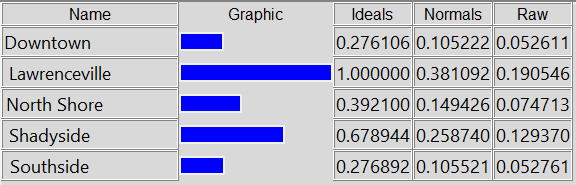 Name Graphic Ideals Normals Raw
Downtown 0.276106 0.105222 0.052611
Lawrenceville 1.000000 0.381092 0.190546
North Shore 0.392100 0.149426 0.074713
Shadyside 0.678944 0.258740 0.129370
Southside 0.276892 0.105521 0.052761